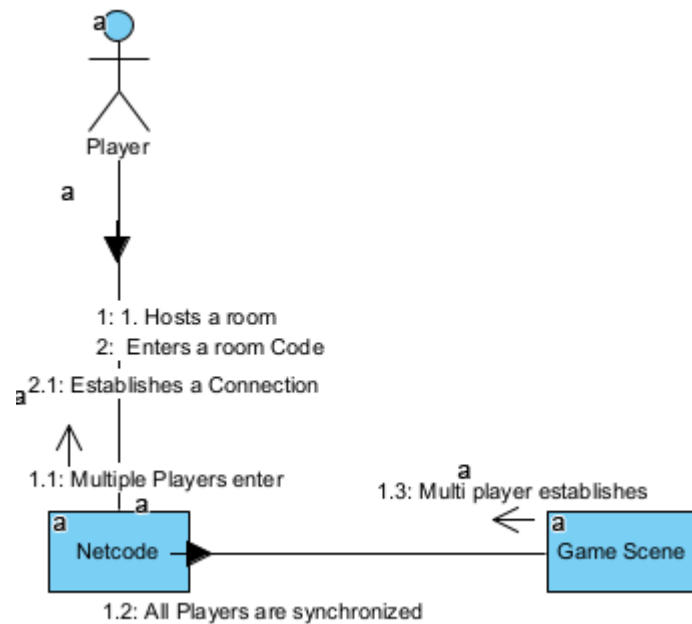 a
Player
a
1: 1. Hosts a room
2: Enters a room Code
2.1: Establishes a Connection
a
1.1: Multiple Players enter
a
1.3: Multi player establishes
a
a
Netcode
a
Game Scene
1.2: All Players are synchronized